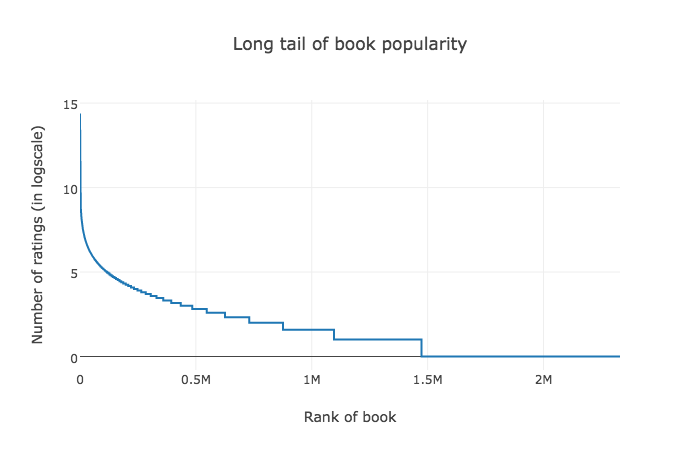 Long tail of book popularity
Number of ratings (in logscale)
15
10
5
0
0
0.5M
1M
1.5M
2M
Rank of book